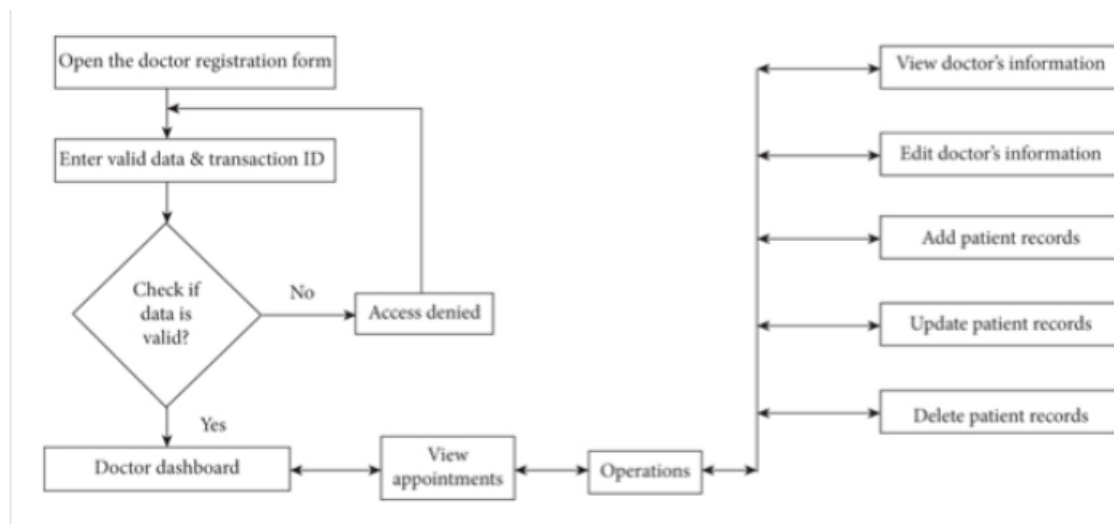 Open the doctor registration form
Enter valid data & transaction ID
Check if
data is
valid?
No
Access denied
Yes
Doctor dashboard
View
appointments
Operations
View doctor's information
Edit doctor's information
Add patient records
Update patient records
Delete patient records